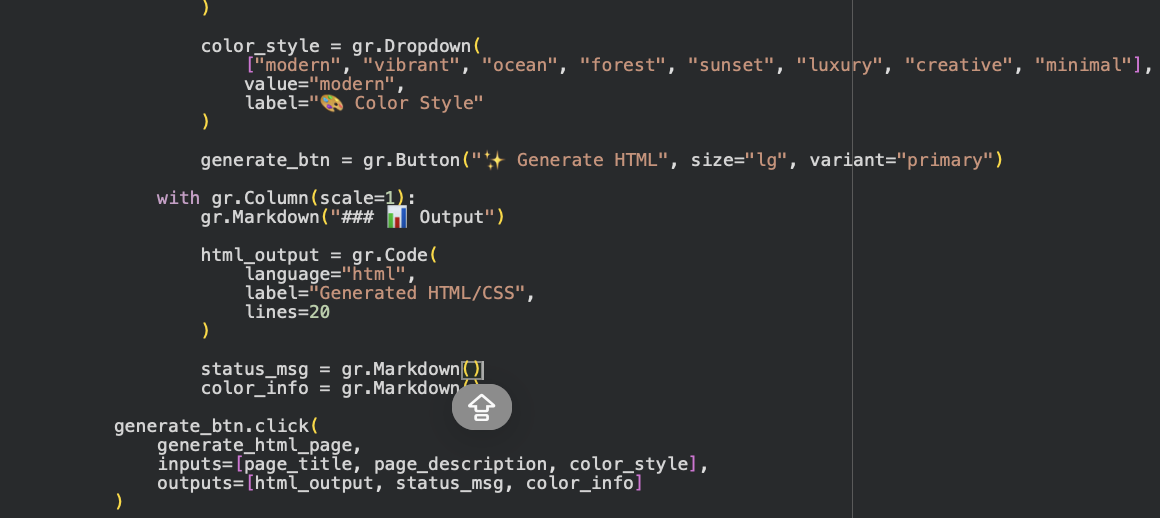 )
color_style = gr.Dropdown(
["modern", "vibrant", "ocean", "forest", "sunset", "luxury", "creative", "minimal"],
value="modern",
label="🎨 Color Style"
)
generate_btn = gr.Button("✨ Generate HTML", size="lg", variant="primary")
with gr.Column(scale=1):
gr.Markdown("### 📊 Output")
html_output = gr.Code(
language="html",
label="Generated HTML/CSS",
lines=20
)
status_msg = gr.Markdown()
color_info = gr.Markdown()
generate_btn.click(
generate_html_page,
inputs=[page_title, page_description, color_style],
outputs=[html_output, status_msg, color_info]
)